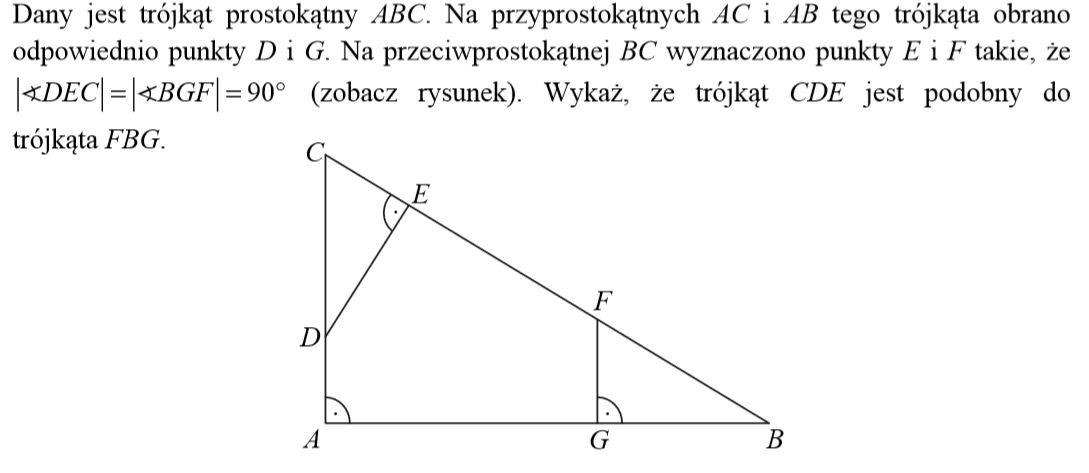 Dany jest trójkąt prostokątny ABC. Na przyprostokątnych AC i AB tego trójkąta obrano
odpowiednio punkty D i G. Na przeciwprostokątnej BC wyznaczono punkty E i F takie, że
|∢DEC|=|∢BGF|=90° (zobacz rysunek). Wykaż, że trójkąt CDE jest podobny do
trójkąta FBG.
C
E
F
D
A
G
B